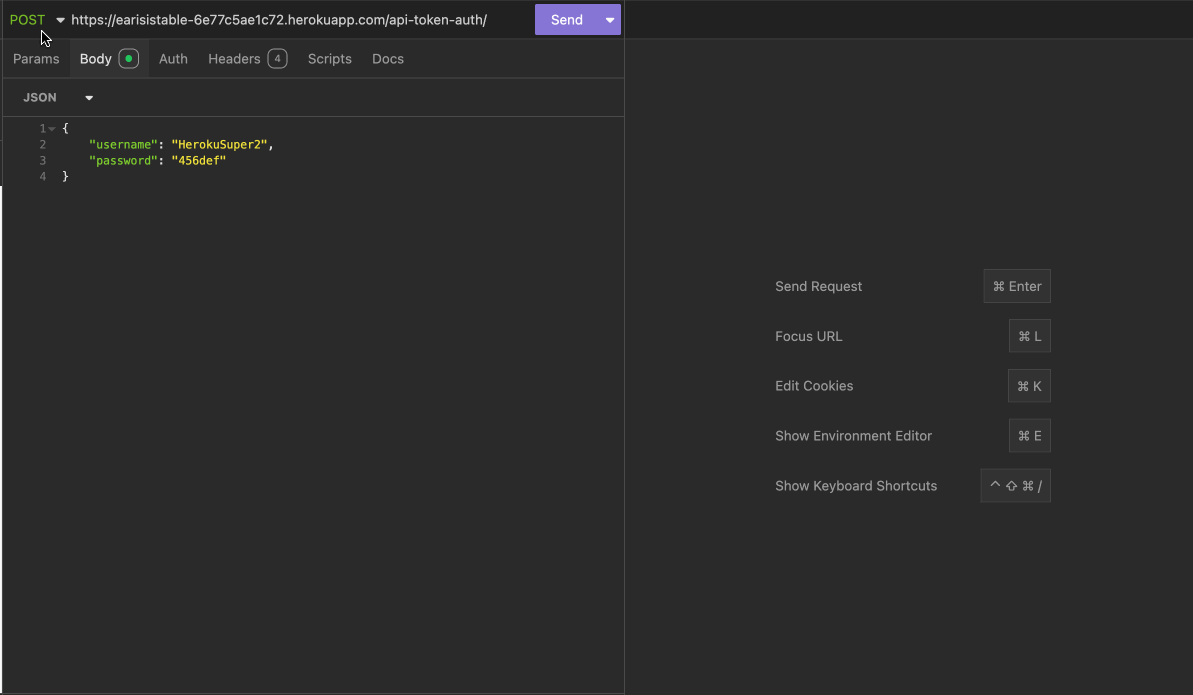 POST https://earisistable-6e77c5ae1c72.herokuapp.com/api-token-auth/ Send
Params Body Auth Headers 4 Scripts Docs
JSON
1 {
2 "username": "HerokuSuper2",
3 "password": "456def"
4 }
Send Request ⌘ Enter
Focus URL ⌘ L
Edit Cookies ⌘ K
Show Environment Editor ⌘ E
Show Keyboard Shortcuts ^ ⇧ ⌘ /